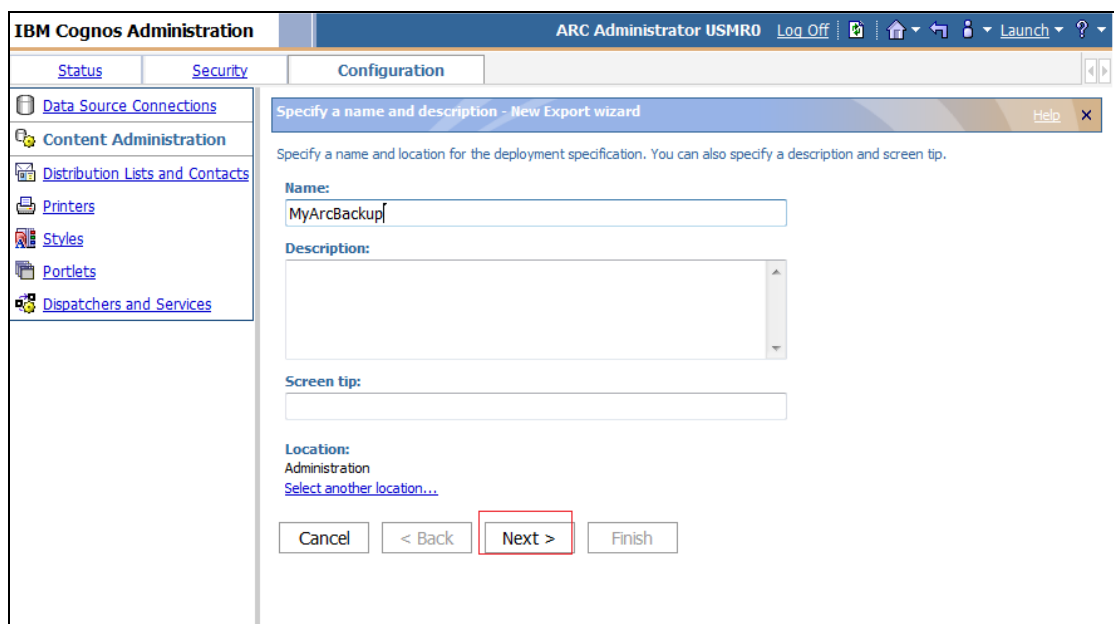 IBM Cognos Administration
ARC Administrator USMR0 Log Off Launch ?
Status Security Configuration
Data Source Connections
Content Administration
Distribution Lists and Contacts
Printers
Styles
Portlets
Dispatchers and Services
Specify a name and description - New Export wizard Help X
Specify a name and location for the deployment specification. You can also specify a description and screen tip.
Name:
MyArcBackup
Description:
Screen tip:
Location:
Administration
Select another location...
Cancel < Back Next > Finish